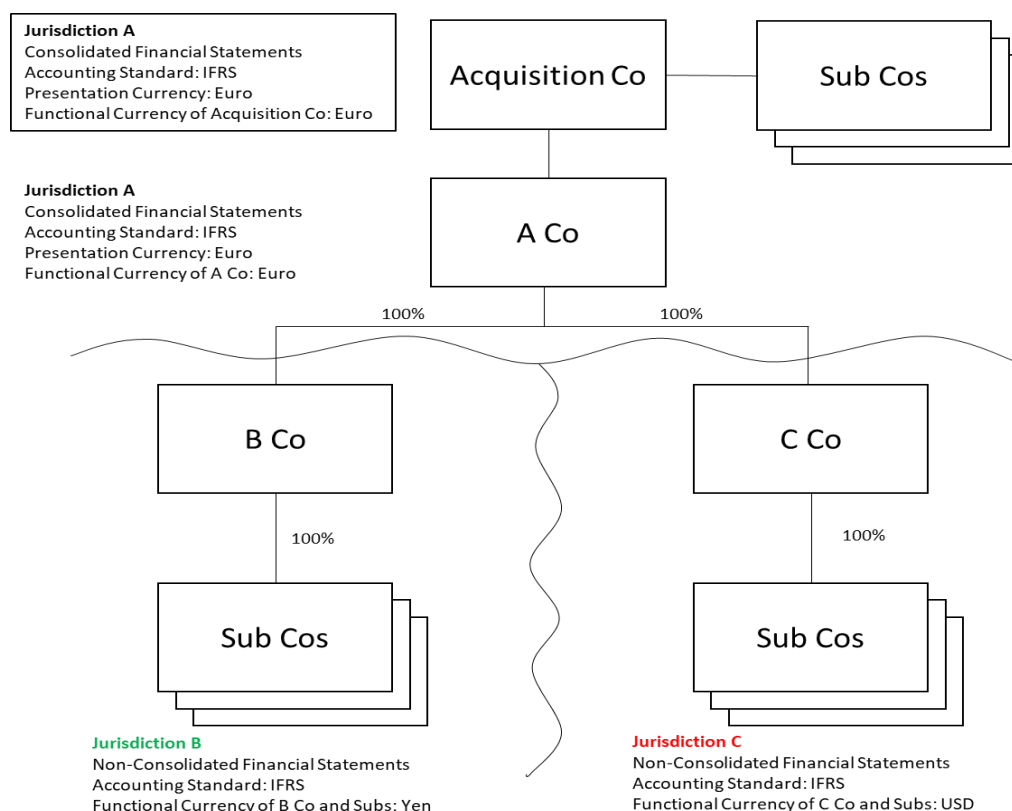 Jurisdiction A
Consolidated Financial Statements
Accounting Standard: IFRS
Presentation Currency: Euro
Functional Currency of Acquisition Co: Euro
Acquisition Co
Sub Cos
Jurisdiction A
Consolidated Financial Statements
Accounting Standard: IFRS
Presentation Currency: Euro
Functional Currency of A Co: Euro
A Co
100%
100%
B Co
C Co
100%
100%
Sub Cos
Sub Cos
Jurisdiction B
Non-Consolidated Financial Statements
Accounting Standard: IFRS
Functional Currency of B Co and Subs: Yen
Jurisdiction C
Non-Consolidated Financial Statements
Accounting Standard: IFRS
Functional Currency of C Co and Subs: USD